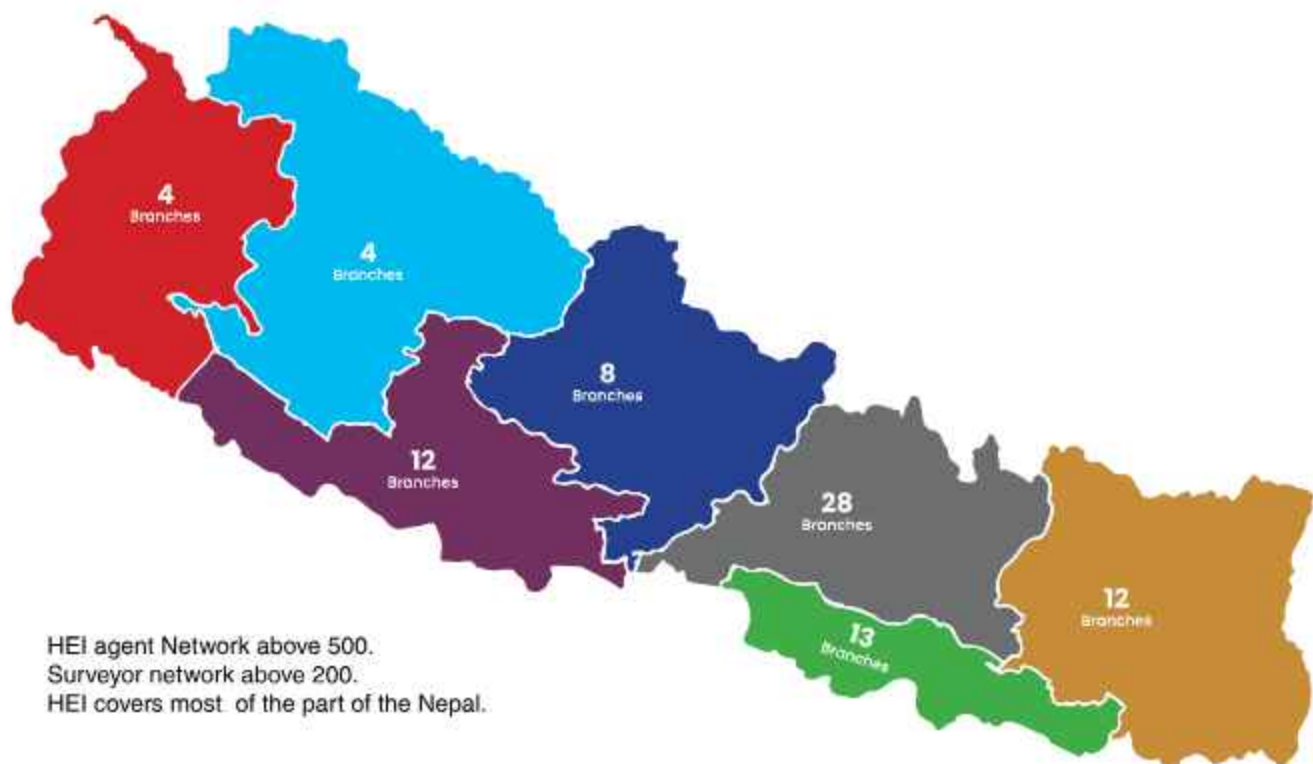 4
Branches
4
Branches
8
Branches
12
Branches
28
Branches
12
Branches
13
Branches
HEI agent Network above 500.
Surveyor network above 200.
HEI covers most of the part of the Nepal.